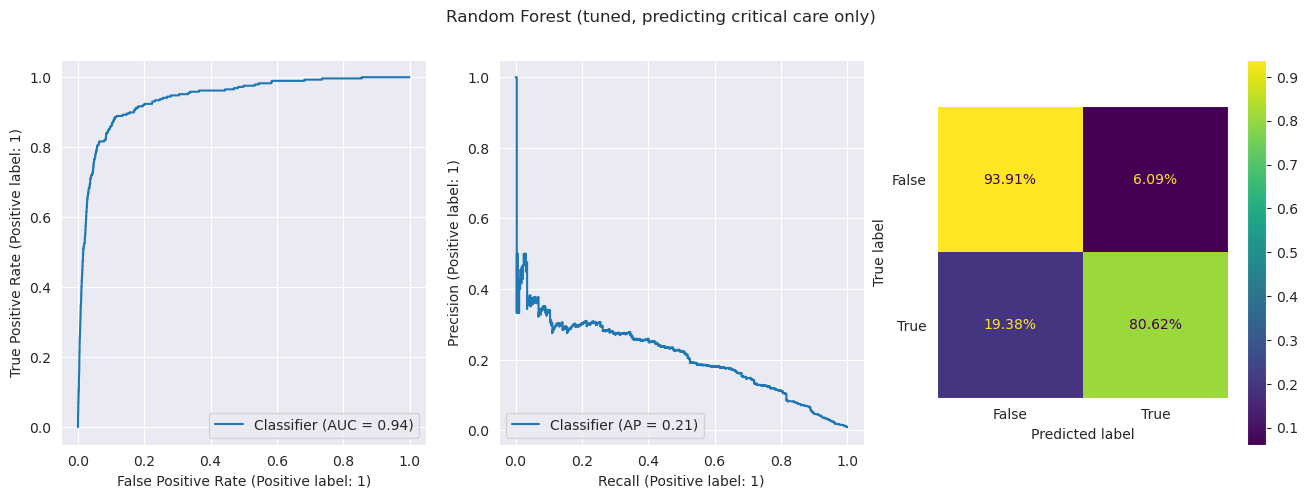 Random Forest (tuned, predicting critical care only)
True Positive Rate (Positive label: 1)
1.0
0.8
0.6
0.4
0.2
0.0
Classifier (AUC = 0.94)
0.0 0.2 0.4 0.6 0.8 1.0
False Positive Rate (Positive label: 1)
Precision (Positive label: 1)
1.0
0.8
0.6
0.4
0.2
0.0
Classifier (AP = 0.21)
0.0 0.2 0.4 0.6 0.8 1.0
Recall (Positive label: 1)
True label
False
93.91% 6.09%
True
19.38% 80.62%
False True
Predicted label
0.9
0.8
0.7
0.6
0.5
0.4
0.3
0.2
0.1